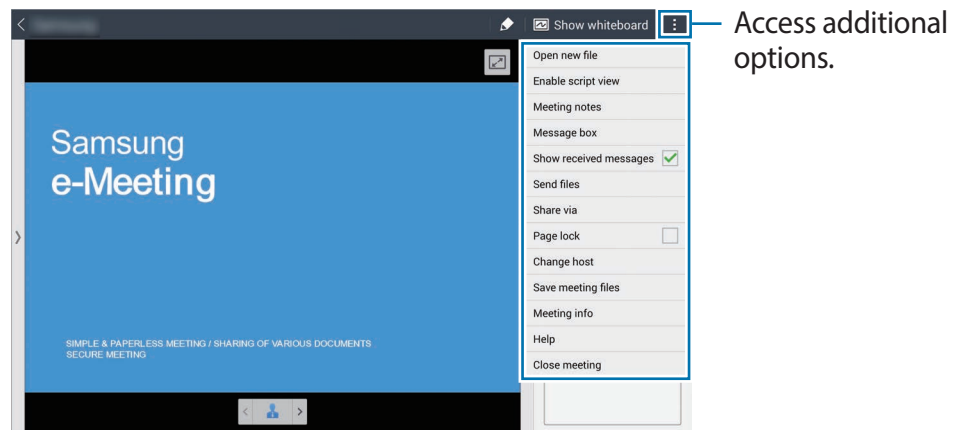 Show whiteboard
Access additional
options.
Open new file
Enable script view
Meeting notes
Message box
Show received messages
Send files
Share via
Page lock
Change host
Save meeting files
Meeting info
Help
Close meeting
Samsung
e-Meeting
SIMPLE & PAPERLESS MEETING / SHARING OF VARIOUS DOCUMENTS
SECURE MEETING